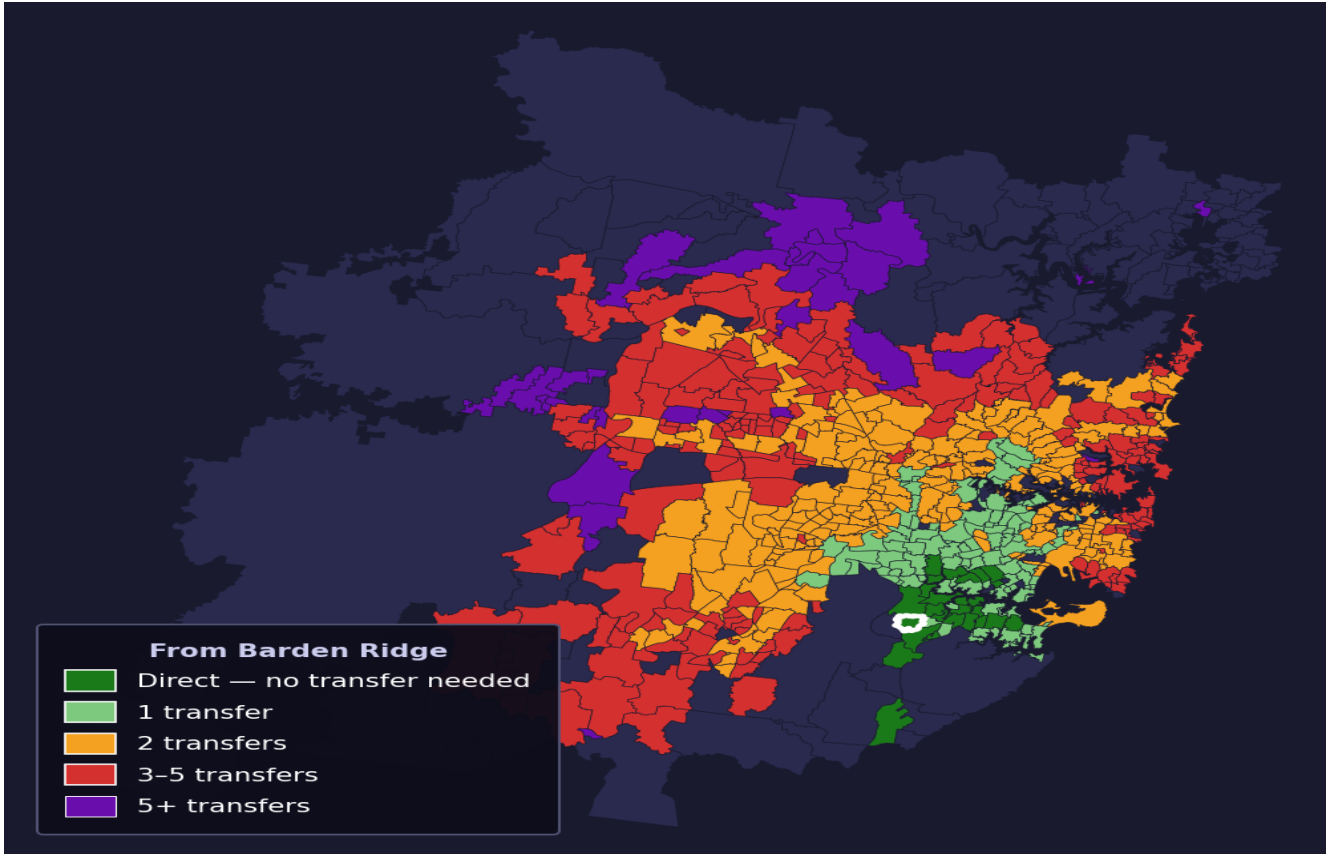 From Barden Ridge
Direct — no transfer needed
1 transfer
2 transfers
3–5 transfers
5+ transfers